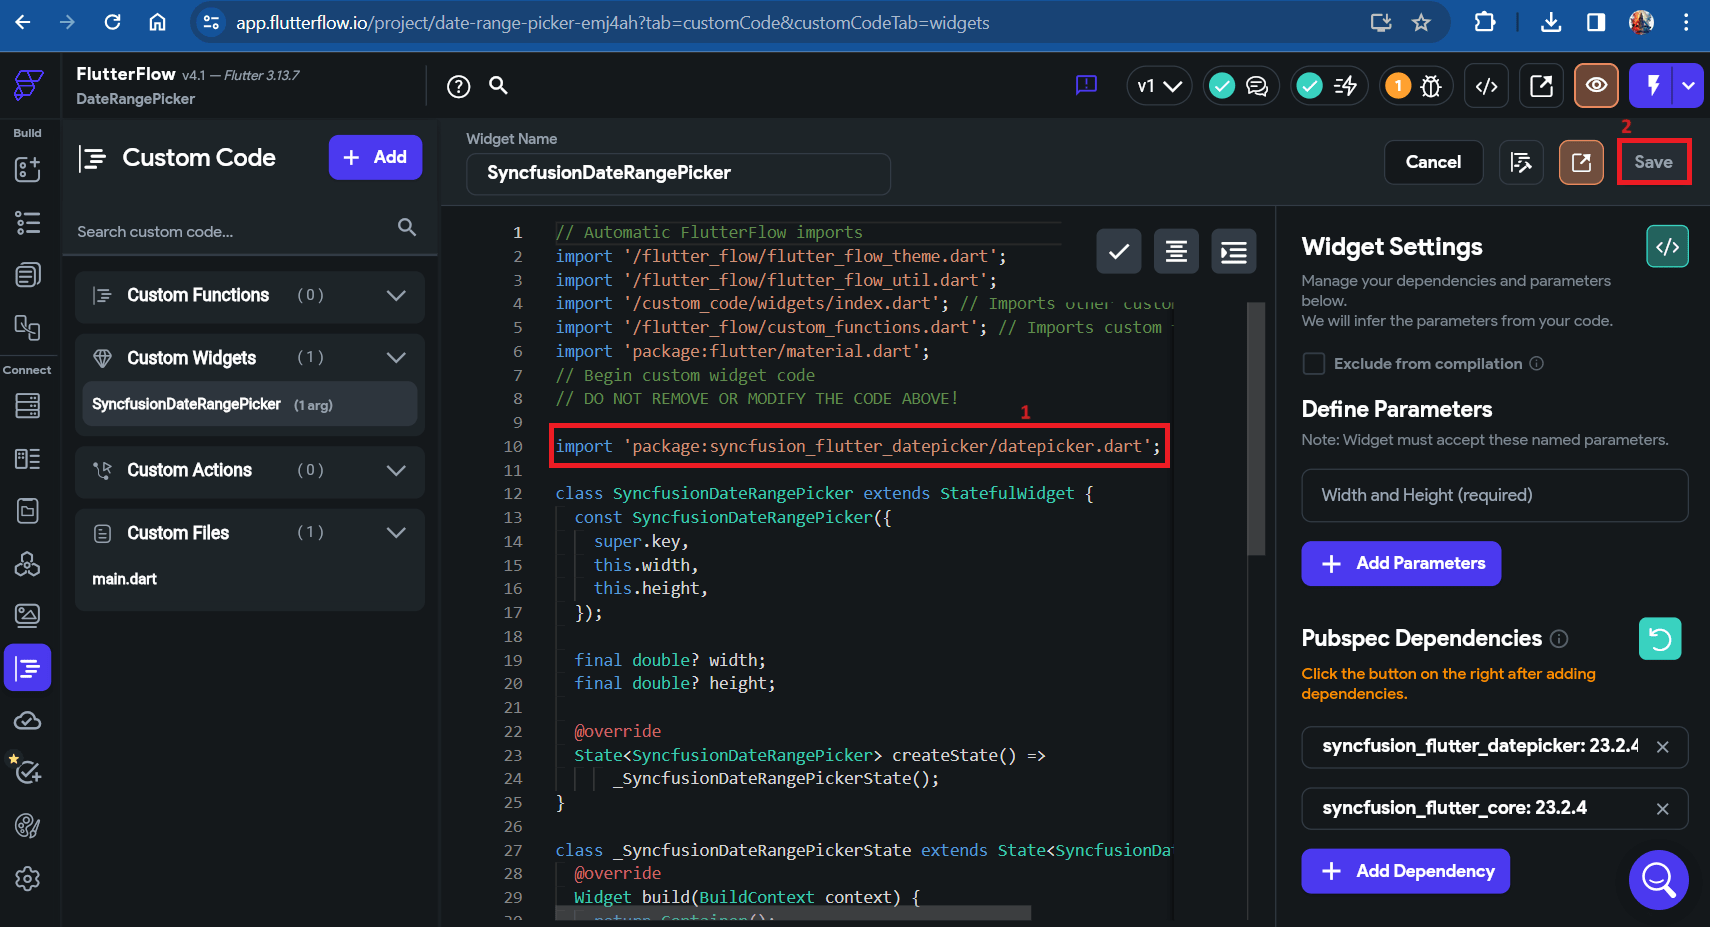 app.flutterflow.io/project/date-range-picker-emj4ah?tab=customCode&customCodeTab=widgets
FlutterFlow v4.1 — Flutter 3.13.7
DateRangePicker
v1
1
Build
Connect
Custom Code
+ Add
Search custom code...
Custom Functions (0)
Custom Widgets (1)
SyncfusionDateRangePicker (1 arg)
Custom Actions (0)
Custom Files (1)
main.dart
Widget Name
SyncfusionDateRangePicker
Cancel
2
Save
1 // Automatic FlutterFlow imports
2 import '/flutter_flow/flutter_flow_theme.dart';
3 import '/flutter_flow/flutter_flow_util.dart';
4 import '/custom_code/widgets/index.dart'; // Imports other custom
5 import '/flutter_flow/custom_functions.dart'; // Imports custom
6 import 'package:flutter/material.dart';
7 // Begin custom widget code
8 // DO NOT REMOVE OR MODIFY THE CODE ABOVE!
9
1
10 import 'package:syncfusion_flutter_datepicker/datepicker.dart';
11
12 class SyncfusionDateRangePicker extends StatefulWidget {
13 const SyncfusionDateRangePicker({
14 super.key,
15 this.width,
16 this.height,
17 });
18
19 final double? width;
20 final double? height;
21
22 @override
23 State<SyncfusionDateRangePicker> createState() =>
24 _SyncfusionDateRangePickerState();
25 }
26
27 class _SyncfusionDateRangePickerState extends State<SyncfusionDa
28 @override
29 Widget build(BuildContext context) {
30 return Container();
Widget Settings
Manage your dependencies and parameters
below.
We will infer the parameters from your code.
Exclude from compilation
Define Parameters
Note: Widget must accept these named parameters.
Width and Height (required)
+ Add Parameters
Pubspec Dependencies
Click the button on the right after adding
dependencies.
syncfusion_flutter_datepicker: 23.2.4
syncfusion_flutter_core: 23.2.4
+ Add Dependency